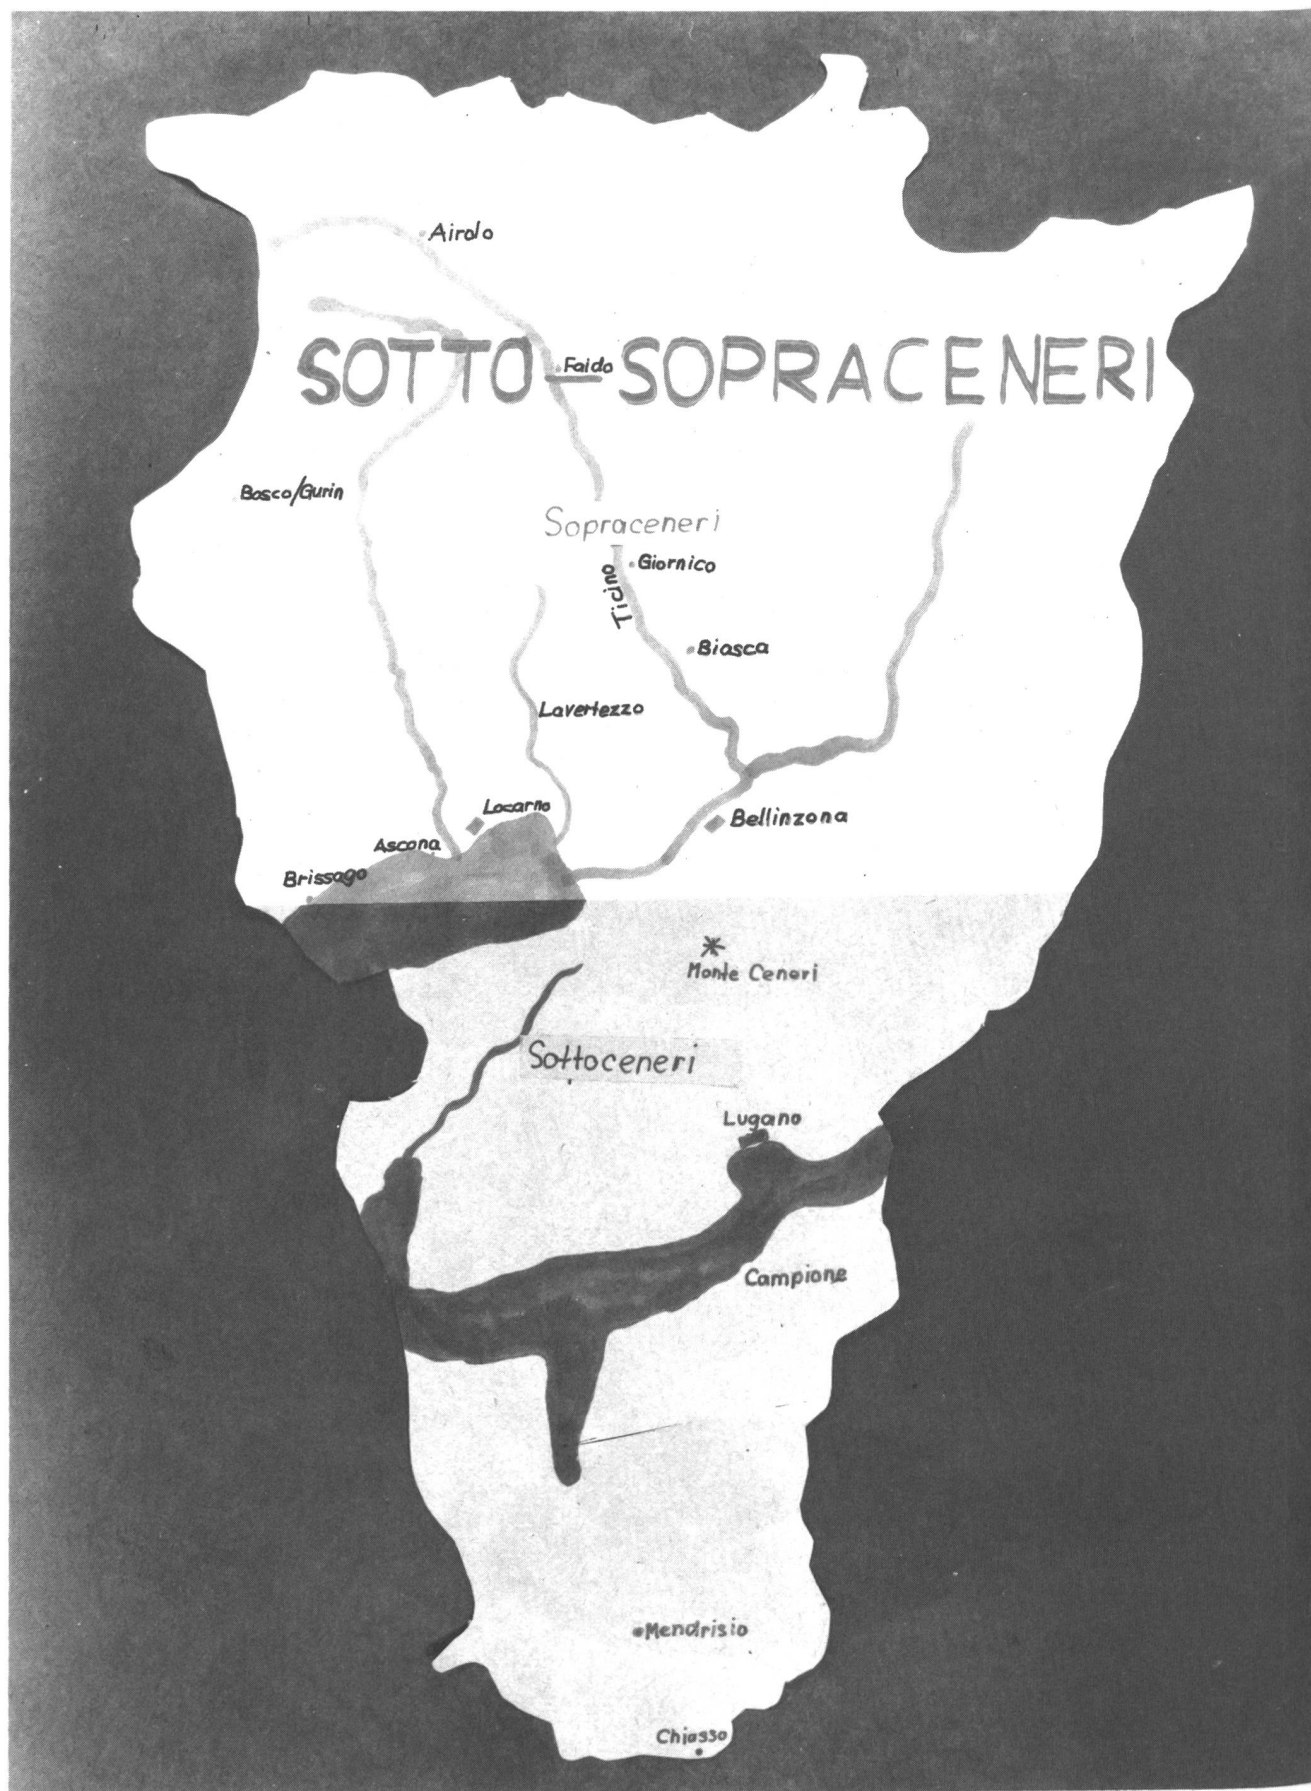 Airolo
SOTTO-SOPRACENERI
Faido
Bosco/Gurin
Sopraceneri
Giornico
Ticino
Biasca
Lavertezzo
Locarno
Bellinzona
Ascona
Brissago
Monte Ceneri
Sottoceneri
Lugano
Campione
Mendrisio
Chiasso